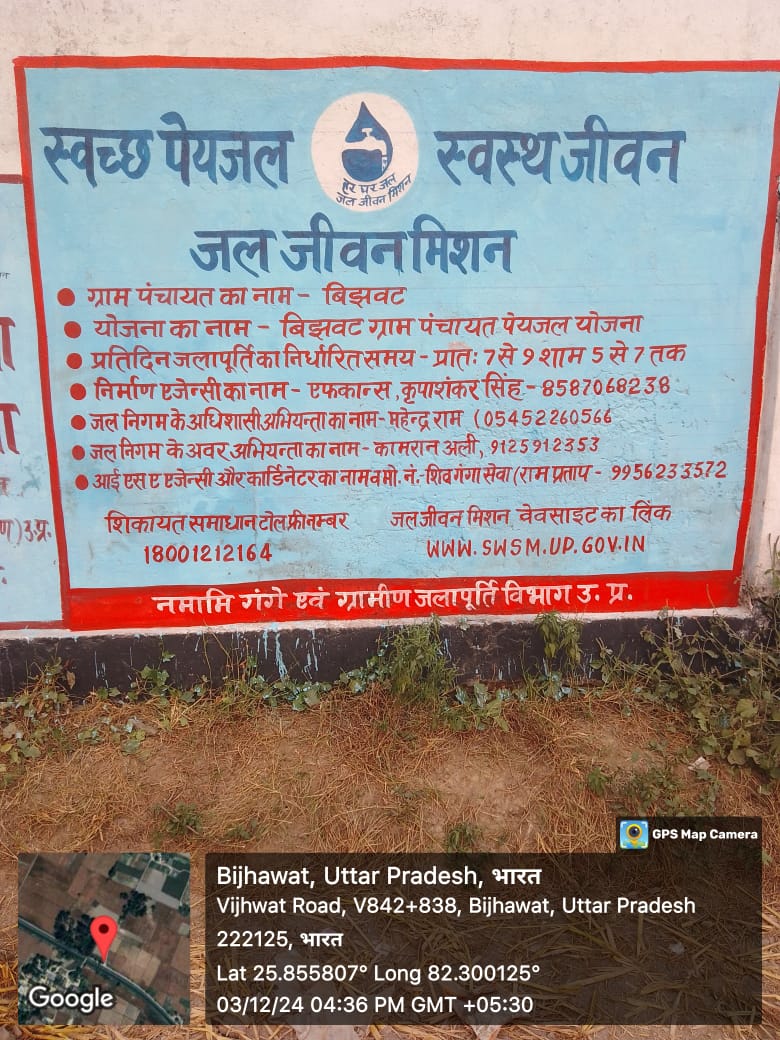 स्वच्छ पेयजल
स्वस्थ जीवन
हर घर जल
जल जीवन मिशन
जल जीवन मिशन
● ग्राम पंचायत का नाम - बिझवट
● योजना का नाम - बिझवट ग्राम पंचायत पेयजल योजना
● प्रतिदिन जलापूर्ति का निर्धारित समय - प्रातः 7 से 9 शाम 5 से 7 तक
● निर्माण एजेन्सी का नाम - एफकान्स, कृपाशंकर सिंह - 8587068238
● जल निगम के अधिशासी अभियन्ता का नाम - महेन्द्र राम (05452260566
● जल निगम के अवर अभियन्ता का नाम - कामरान अली, 9125912353
● आई एस ए एजेन्सी और कार्डिनेटर का नाम व मो. नं. - शिव गंगा सेवा (राम प्रताप - 9956233572
शिकायत समाधान टोल फ्री नम्बर
18001212164
जल जीवन मिशन वेवसाइट का लिंक
WWW.SWSM.UP.GOV.IN
नमामि गंगे एवं ग्रामीण जलापूर्ति विभाग उ. प्र.
ण) उ.प्र.
GPS Map Camera
Bijhawat, Uttar Pradesh, भारत
Vijhwat Road, V842+838, Bijhawat, Uttar Pradesh
222125, भारत
Lat 25.855807° Long 82.300125°
03/12/24 04:36 PM GMT +05:30
Google